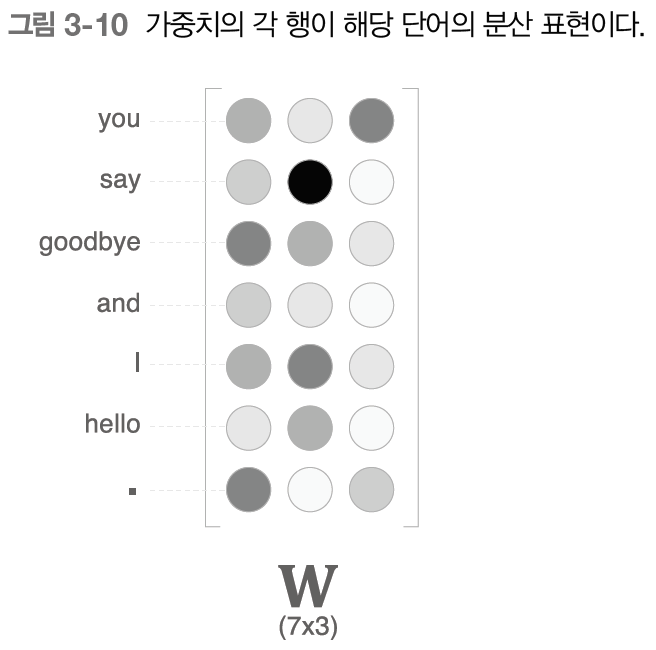 그림 3-10 가중치의 각 행이 해당 단어의 분산 표현이다.
you
say
goodbye
and
I
hello
.
W
(7x3)